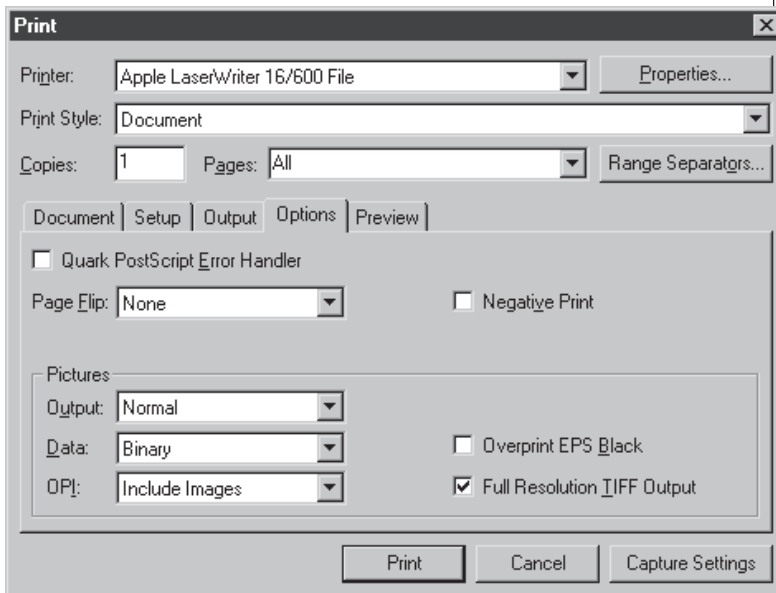 Print
Printer: Apple LaserWriter 16/600 File Properties...
Print Style: Document
Copies: 1 Pages: All Range Separators...
Document Setup Output Options Preview
Quark PostScript Error Handler
Page Flip: None Negative Print
Pictures
Output: Normal
Data: Binary Overprint EPS Black
OPI: Include Images Full Resolution TIFF Output
Print Cancel Capture Settings